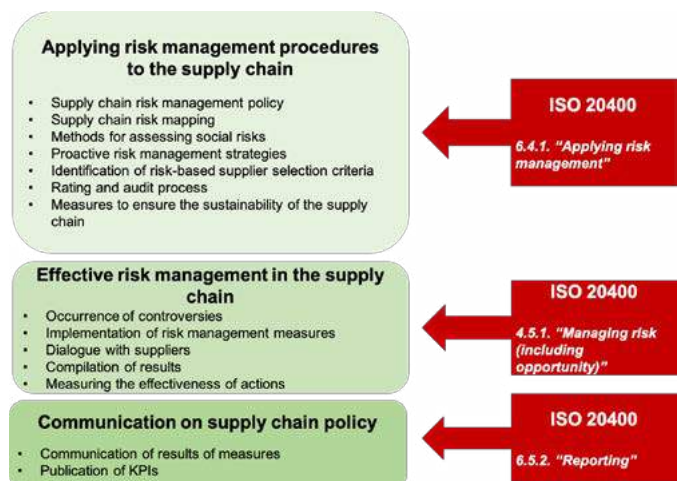 Applying risk management procedures
to the supply chain
• Supply chain risk management policy
• Supply chain risk mapping
• Methods for assessing social risks
• Proactive risk management strategies
• Identification of risk-based supplier selection criteria
• Rating and audit process
• Measures to ensure the sustainability of the supply
chain
ISO 20400
6.4.1. “Applying risk
management”
Effective risk management in the supply
chain
• Occurrence of controversies
• Implementation of risk management measures
• Dialogue with suppliers
• Compilation of results
• Measuring the effectiveness of actions
ISO 20400
4.5.1. “Managing risk
(including
opportunity)”
Communication on supply chain policy
• Communication of results of measures
• Publication of KPIs
ISO 20400
6.5.2. “Reporting”